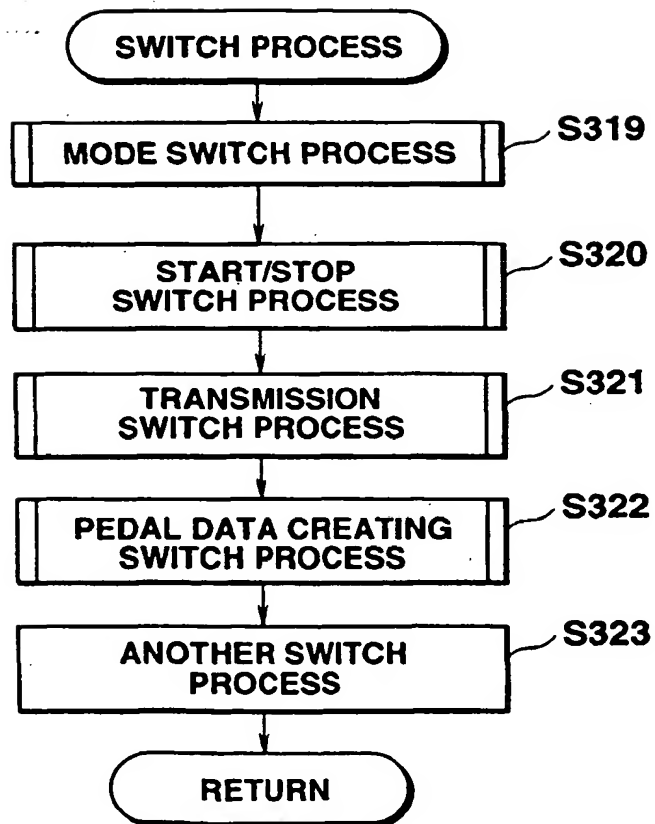 SWITCH PROCESS
MODE SWITCH PROCESS
S319
START/STOP
SWITCH PROCESS
S320
TRANSMISSION
SWITCH PROCESS
S321
PEDAL DATA CREATING
SWITCH PROCESS
S322
ANOTHER SWITCH
PROCESS
S323
RETURN